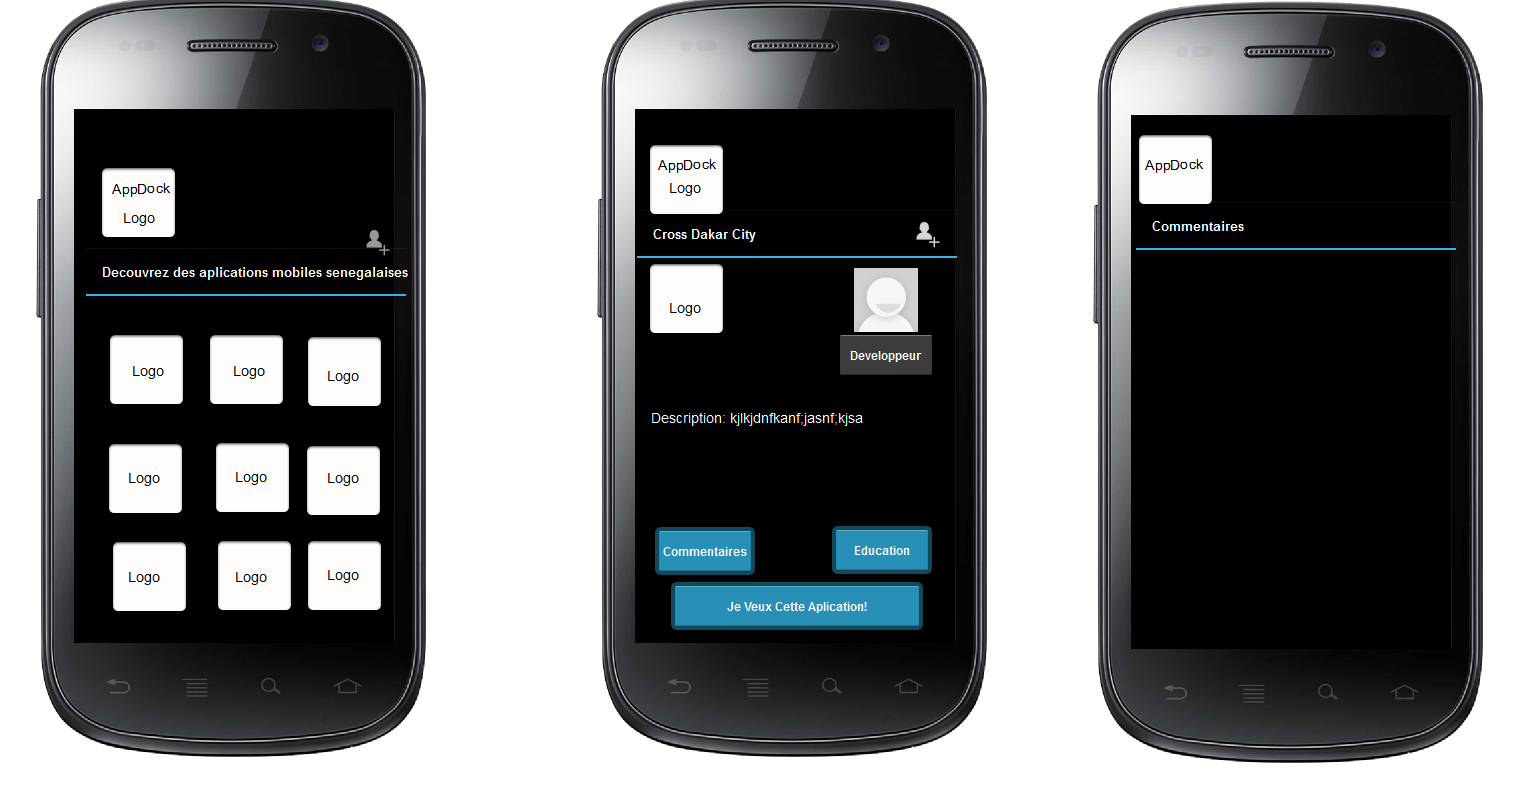 AppDock
Logo
Decouvrez des aplications mobiles senegalaises
Logo
Logo
Logo
Logo
Logo
Logo
Logo
Logo
Logo
AppDock
Logo
Cross Dakar City
Logo
Developpeur
Description: kjlkjdnfkanf;jasnf;kjsa
Commentaires
Education
Je Veux Cette Aplication!
AppDock
Commentaires